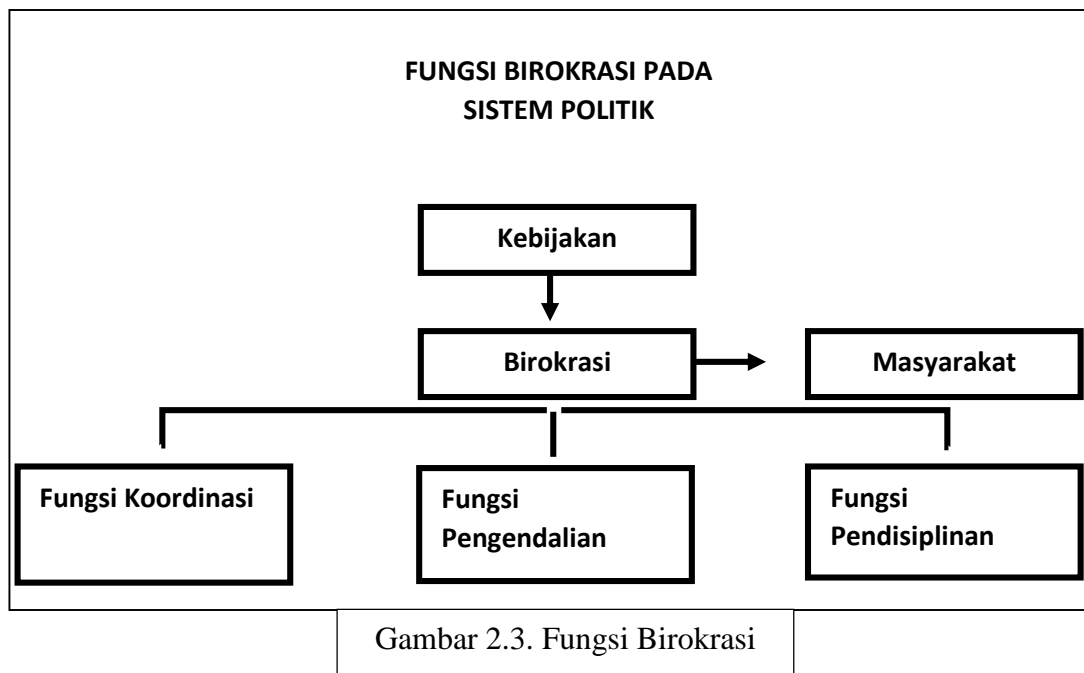 FUNGSI BIROKRASI PADA
SISTEM POLITIK
Kebijakan
Birokrasi
Masyarakat
Fungsi Koordinasi
Fungsi
Pengendalian
Fungsi
Pendisiplinan
Gambar 2.3. Fungsi Birokrasi